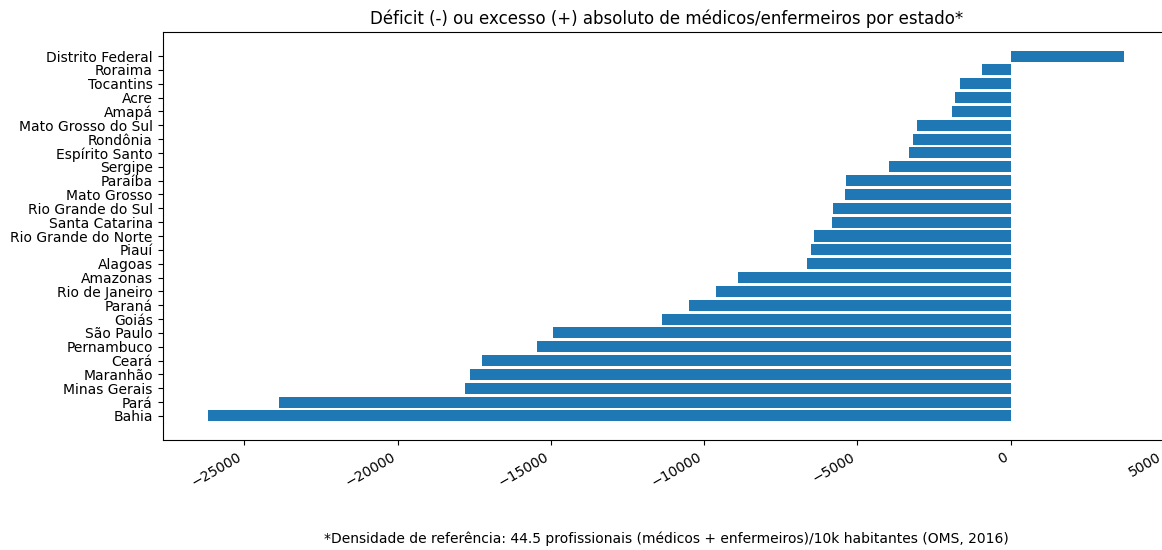 Déficit (-) ou excesso (+) absoluto de médicos/enfermeiros por estado*
Distrito Federal
Roraima
Tocantins
Acre
Amapá
Mato Grosso do Sul
Rondônia
Espírito Santo
Sergipe
Paraíba
Mato Grosso
Rio Grande do Sul
Santa Catarina
Rio Grande do Norte
Piauí
Alagoas
Amazonas
Rio de Janeiro
Paraná
Goiás
São Paulo
Pernambuco
Ceará
Maranhão
Minas Gerais
Pará
Bahia
−25000 −20000 −15000 −10000 −5000 0 5000
*Densidade de referência: 44.5 profissionais (médicos + enfermeiros)/10k habitantes (OMS, 2016)